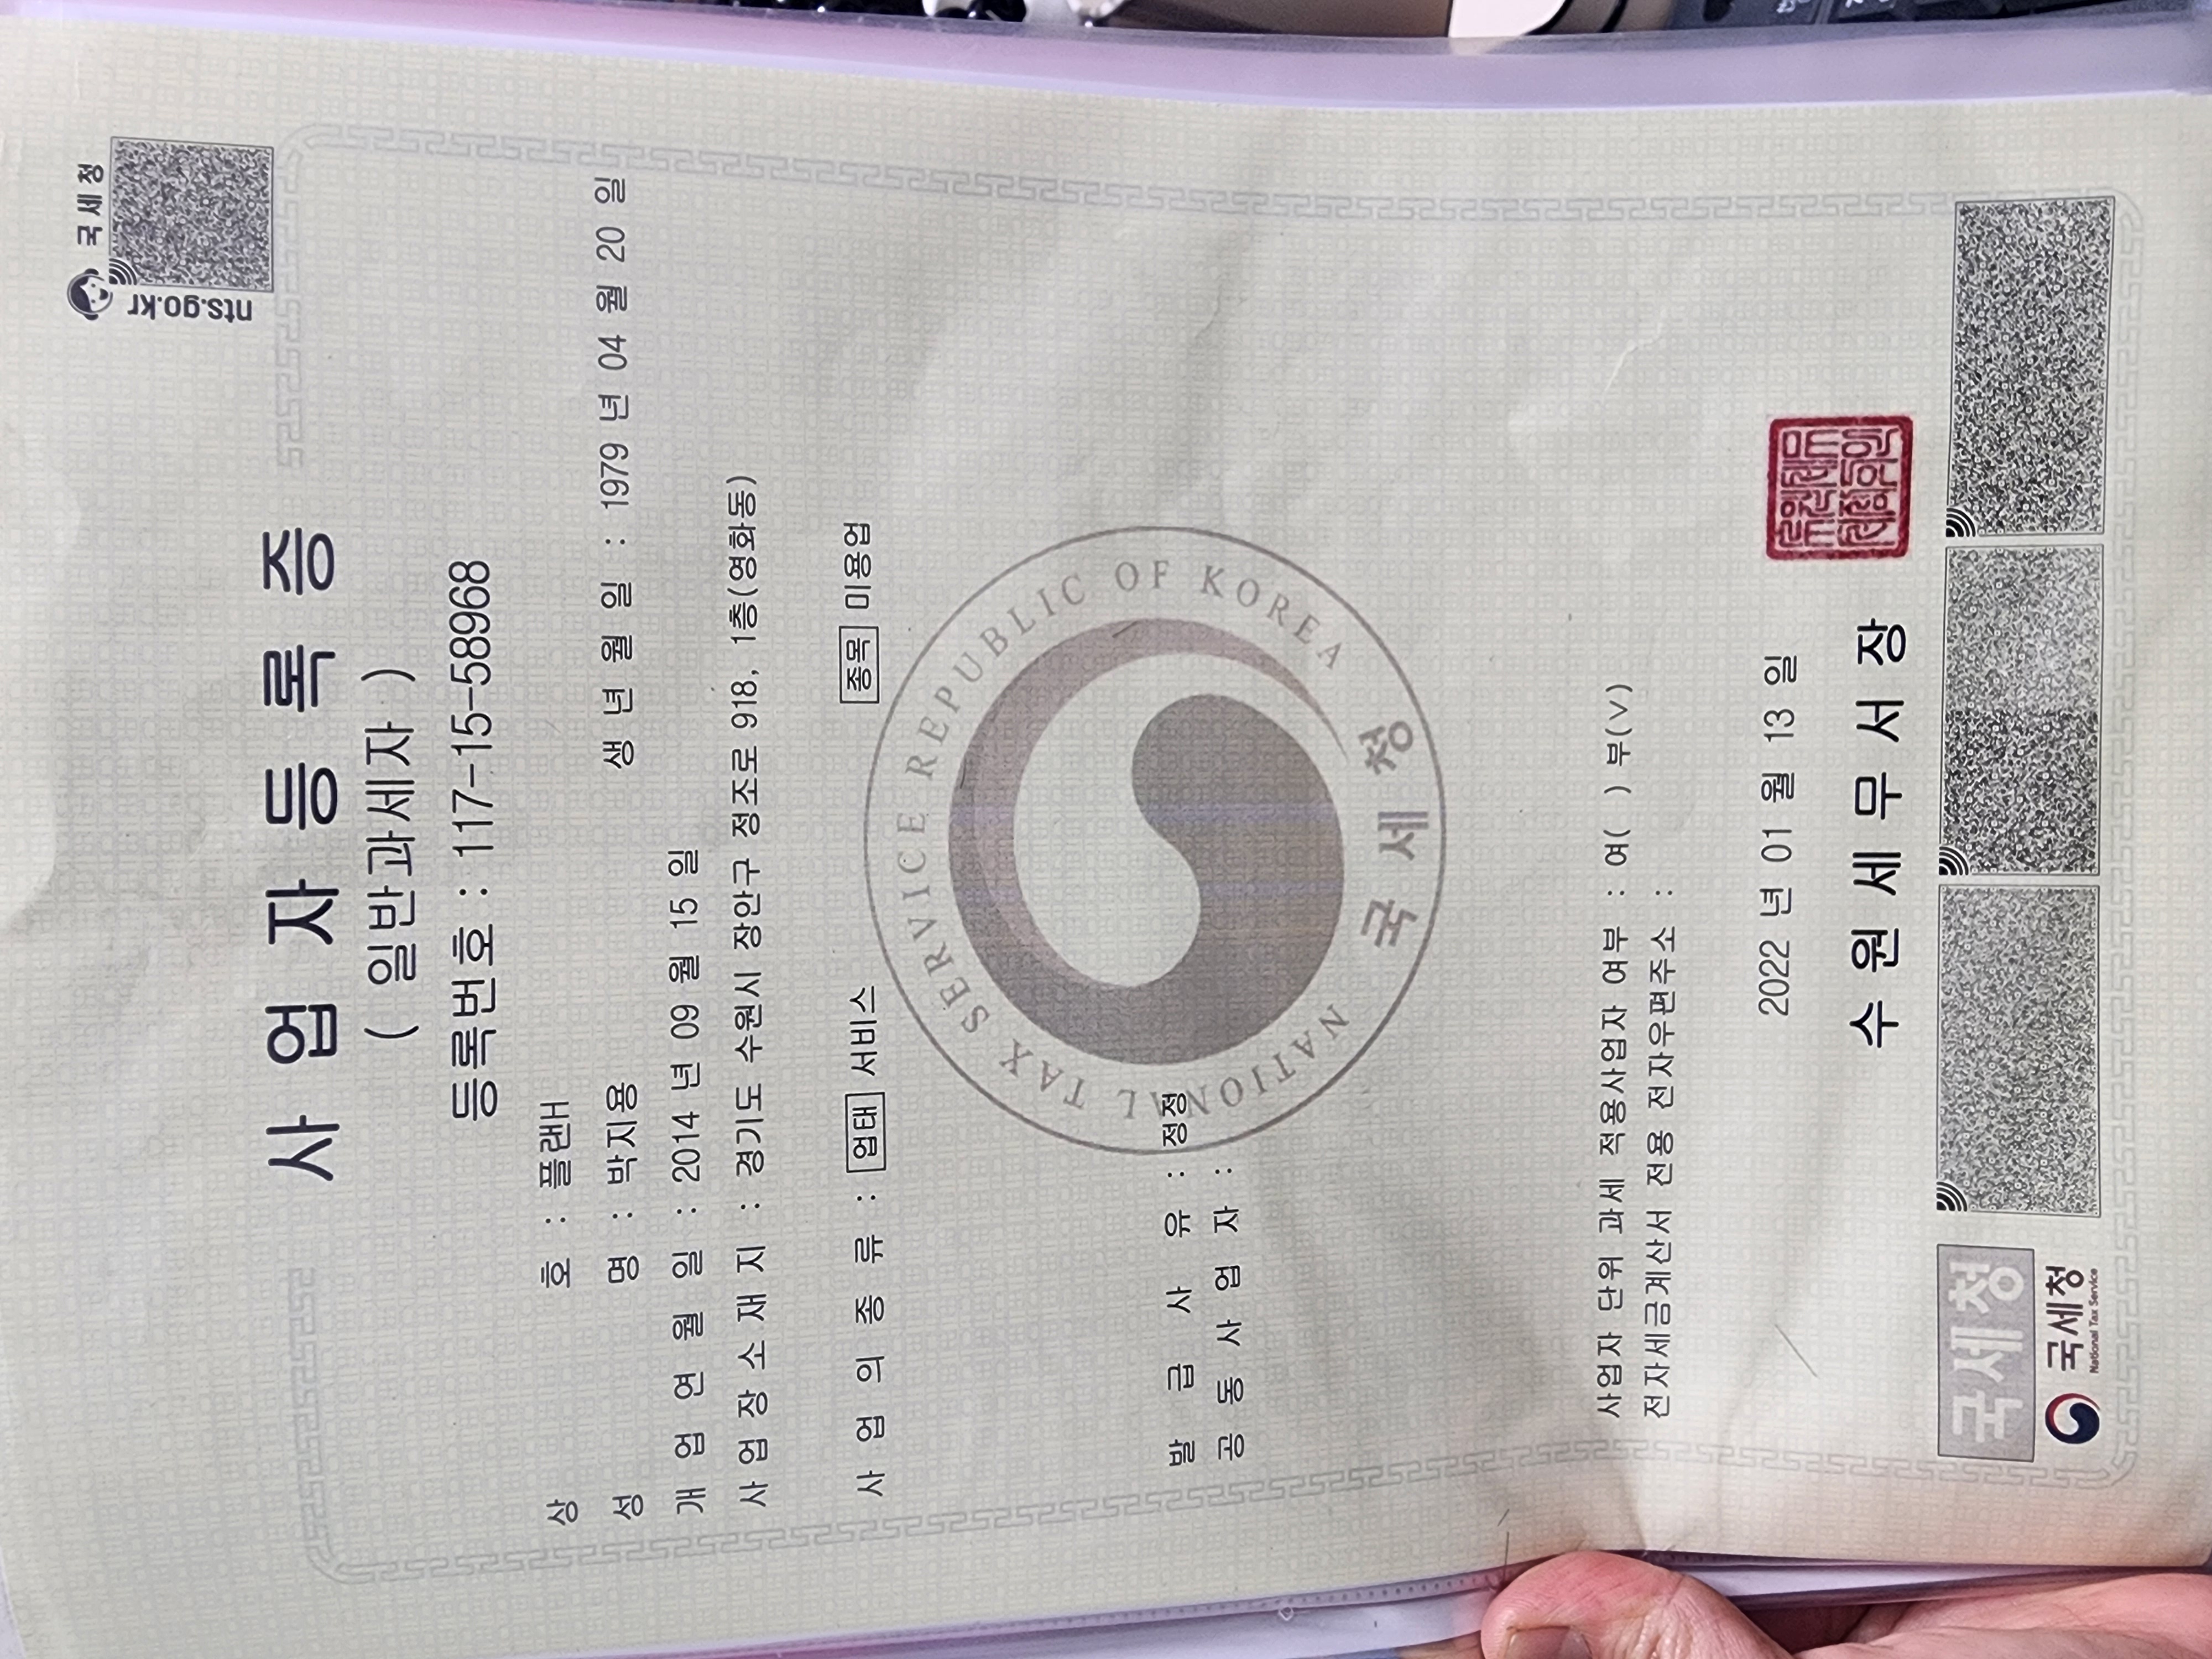 국세청
nts.go.kr
사업자등록증
( 일반과세자 )
등록번호 : 117-15-58968
상 호 : 플랜H
성 명 : 박지용 생 년 월 일 : 1979 년 04 월 20 일
개 업 연 월 일 : 2014 년 09 월 15 일
사 업 장 소 재 지 : 경기도 수원시 장안구 정조로 918, 1층(영화동)
사 업 의 종 류 : 업태 서비스 종목 미용업
NATIONAL TAX SERVICE REPUBLIC OF KOREA
국세청
발 급 사 유 : 정정
공 동 사 업 자 :
사업자 단위 과세 적용사업자 여부 : 여( ) 부(∨)
전자세금계산서 전용 전자우편주소 :
2022 년 01 월 13 일
수 원 세 무 서 장
국세청
국세청
National Tax Service